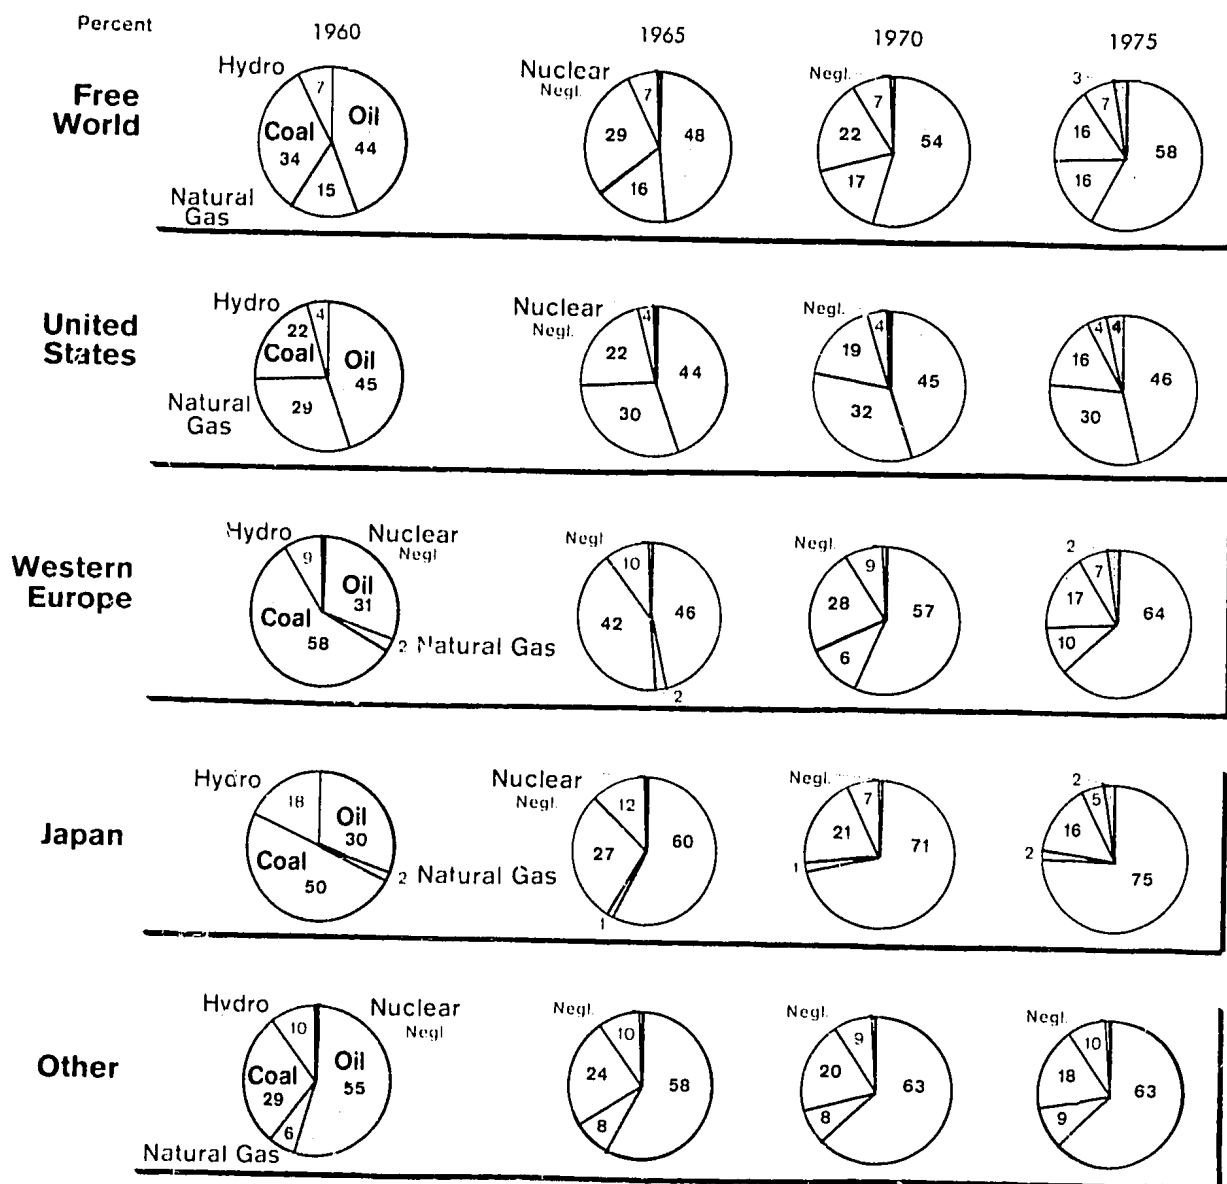 Percent
1960 1965 1970 1975
Free
World
Hydro
7
Oil
44
Coal
34
15
Natural
Gas
Nuclear
Negl.
7
29
48
16
Negl.
7
22
54
17
3
7
16
58
16
United
States
Hydro
4
22
Coal
Oil
45
29
Natural
Gas
Nuclear
Negl.
4
22
44
30
Negl.
4
19
45
32
4
4
16
46
30
Western
Europe
Hydro
9
Nuclear
Negl
Oil
31
Coal
58
2 Natural Gas
Negl
10
42
46
2
Negl.
9
28
57
6
2
7
17
64
10
Japan
Hydro
18
Oil
30
Coal
50
2 Natural Gas
Nuclear
Negl.
12
27
60
1
Negl.
7
21
71
1
2
5
16
2
75
Other
Hydro
10
Nuclear
Negl
Oil
55
Coal
29
6
Natural Gas
Negl.
10
24
58
8
Negl.
9
20
63
8
Negl.
10
18
63
9